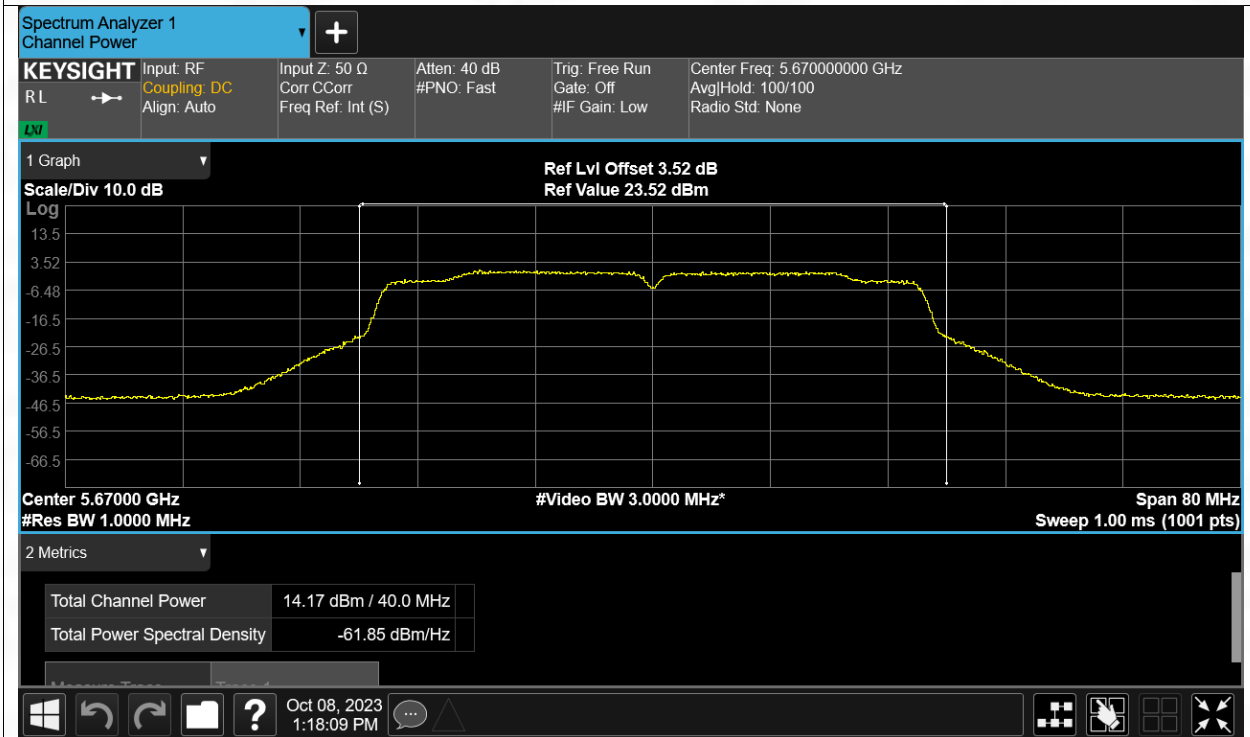 Spectrum Analyzer 1
Channel Power
+
KEYSIGHT
R L
LXI
Input: RF
Coupling: DC
Align: Auto
Input Z: 50 Ω
Corr CCorr
Freq Ref: Int (S)
Atten: 40 dB
#PNO: Fast
Trig: Free Run
Gate: Off
#IF Gain: Low
Center Freq: 5.670000000 GHz
Avg|Hold: 100/100
Radio Std: None
1 Graph
Scale/Div 10.0 dB
Ref Lvl Offset 3.52 dB
Ref Value 23.52 dBm
Log
13.5
3.52
-6.48
-16.5
-26.5
-36.5
-46.5
-56.5
-66.5
Center 5.67000 GHz
#Video BW 3.0000 MHz*
Span 80 MHz
#Res BW 1.0000 MHz
Sweep 1.00 ms (1001 pts)
2 Metrics
Total Channel Power 14.17 dBm / 40.0 MHz
Total Power Spectral Density -61.85 dBm/Hz
Measure Trace Trace 1
?
Oct 08, 2023
1:18:09 PM